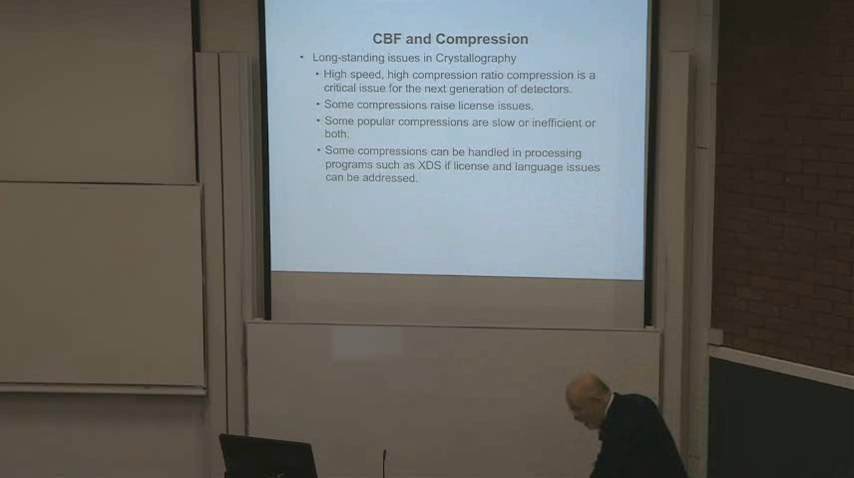 CBF and Compression
• Long-standing issues in Crystallography
• High speed, high compression ratio compression is a
critical issue for the next generation of detectors.
• Some compressions raise license issues.
• Some popular compressions are slow or inefficient or
both.
• Some compressions can be handled in processing
programs such as XDS if license and language issues
can be addressed.